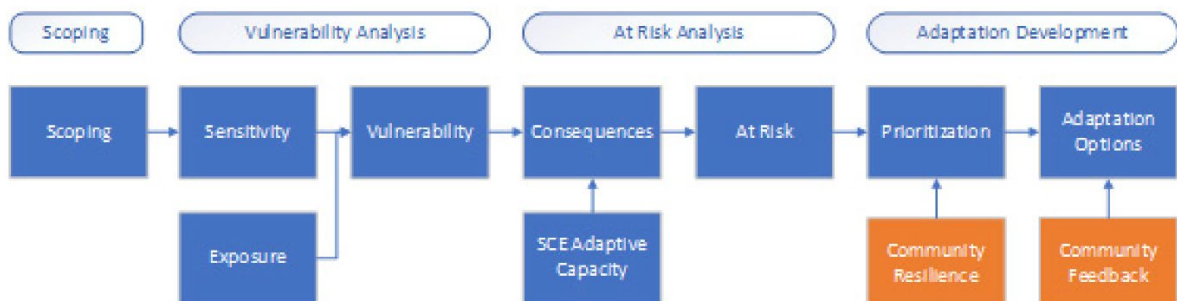 Scoping
Vulnerability Analysis
At Risk Analysis
Adaptation Development
Scoping
Sensitivity
Vulnerability
Consequences
At Risk
Prioritization
Adaptation
Options
Exposure
SCE Adaptive
Capacity
Community
Resilience
Community
Feedback